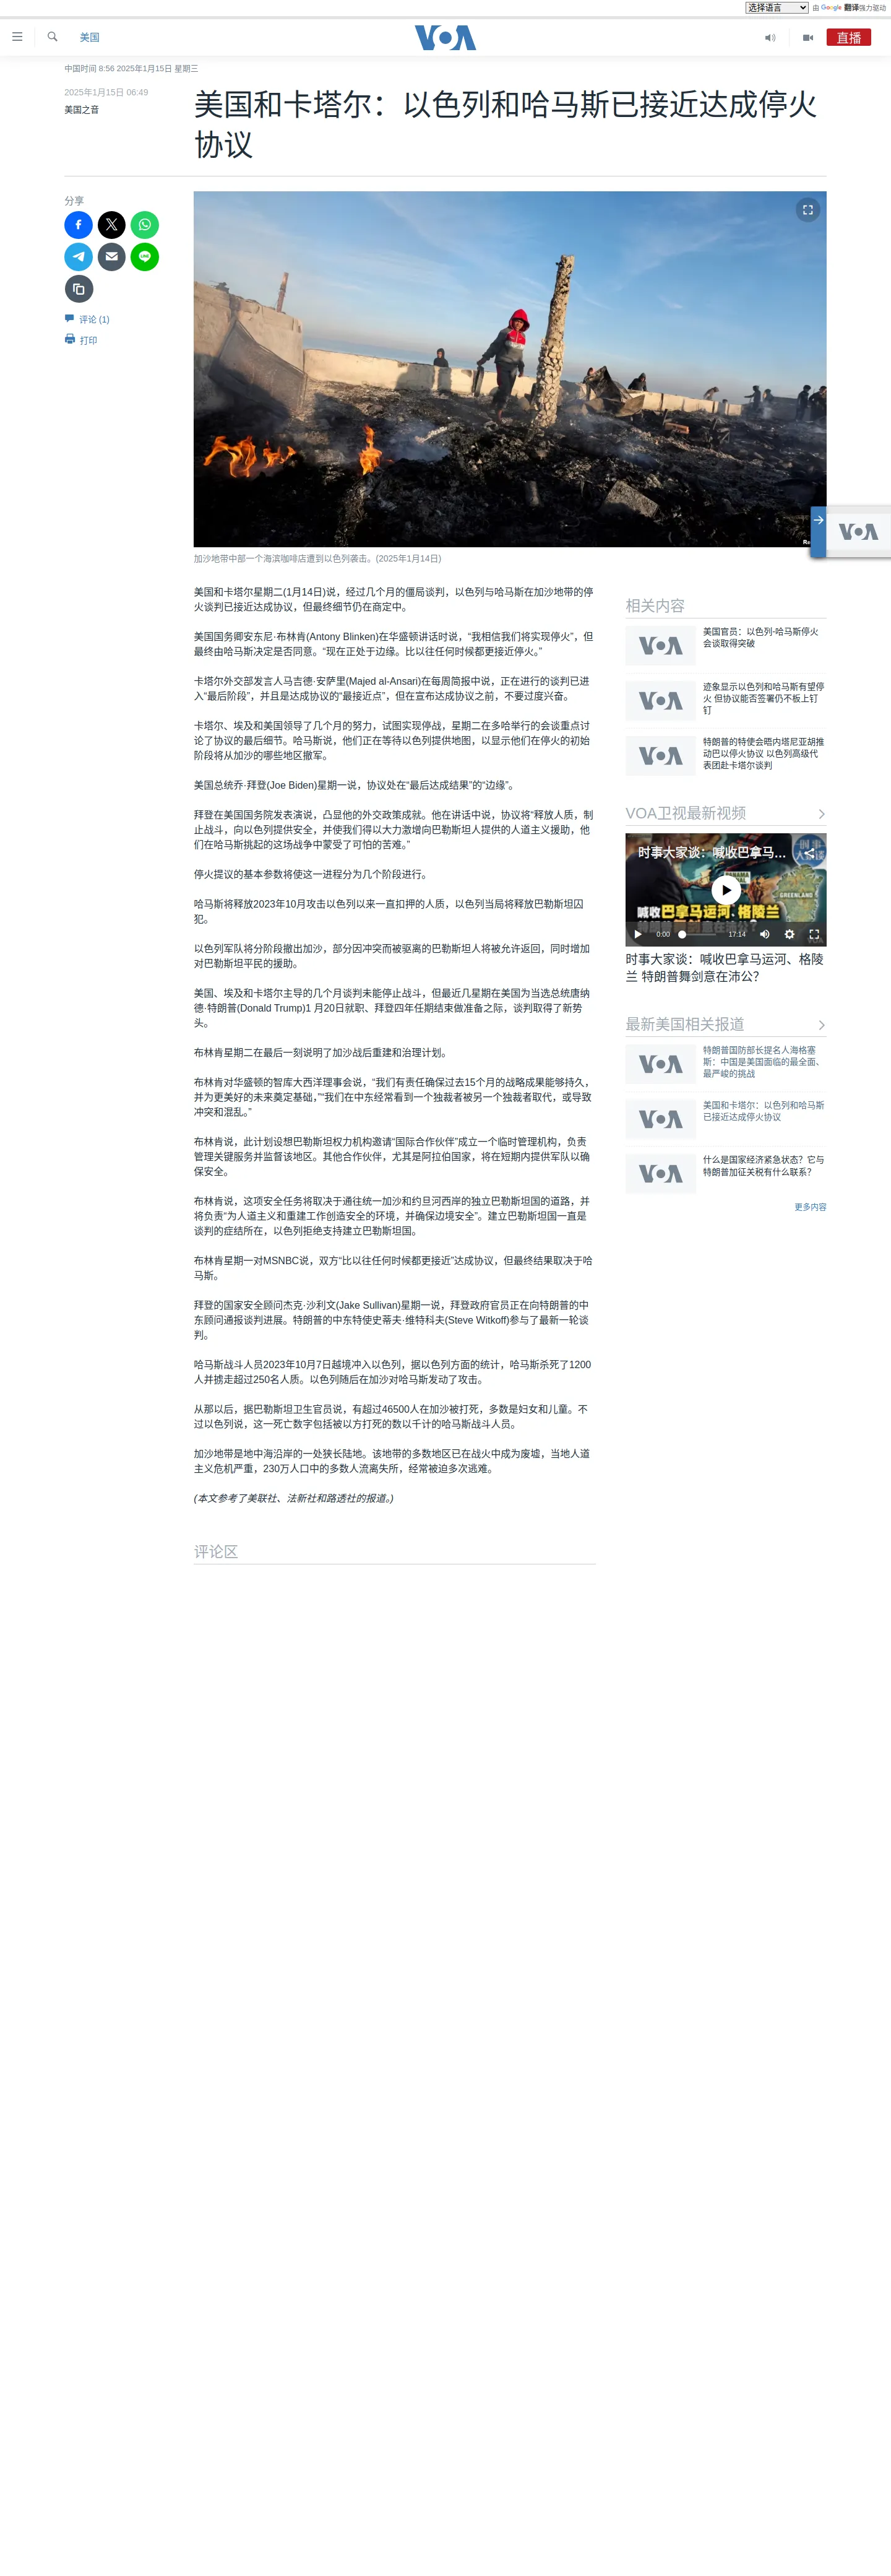 选择语言 由 Google 翻译强力驱动
美国
VOA
直播
中国时间 8:56 2025年1月15日 星期三
2025年1月15日 06:49
美国之音
美国和卡塔尔：以色列和哈马斯已接近达成停火
协议
分享
评论 (1)
打印
加沙地带中部一个海滨咖啡店遭到以色列袭击。(2025年1月14日)
美国和卡塔尔星期二(1月14日)说，经过几个月的僵局谈判，以色列与哈马斯在加沙地带的停
火谈判已接近达成协议，但最终细节仍在商定中。
美国国务卿安东尼·布林肯(Antony Blinken)在华盛顿讲话时说，“我相信我们将实现停火”，但
最终由哈马斯决定是否同意。“现在正处于边缘。比以往任何时候都更接近停火。”
卡塔尔外交部发言人马吉德·安萨里(Majed al-Ansari)在每周简报中说，正在进行的谈判已进
入“最后阶段”，并且是达成协议的“最接近点”，但在宣布达成协议之前，不要过度兴奋。
卡塔尔、埃及和美国领导了几个月的努力，试图实现停战，星期二在多哈举行的会谈重点讨
论了协议的最后细节。哈马斯说，他们正在等待以色列提供地图，以显示他们在停火的初始
阶段将从加沙的哪些地区撤军。
美国总统乔·拜登(Joe Biden)星期一说，协议处在“最后达成结果”的“边缘”。
拜登在美国国务院发表演说，凸显他的外交政策成就。他在讲话中说，协议将“释放人质，制
止战斗，向以色列提供安全，并使我们得以大力激增向巴勒斯坦人提供的人道主义援助，他
们在哈马斯挑起的这场战争中蒙受了可怕的苦难。”
停火提议的基本参数将使这一进程分为几个阶段进行。
哈马斯将释放2023年10月攻击以色列以来一直扣押的人质，以色列当局将释放巴勒斯坦囚
犯。
以色列军队将分阶段撤出加沙，部分因冲突而被驱离的巴勒斯坦人将被允许返回，同时增加
对巴勒斯坦平民的援助。
美国、埃及和卡塔尔主导的几个月谈判未能停止战斗，但最近几星期在美国为当选总统唐纳
德·特朗普(Donald Trump)1 月20日就职、拜登四年任期结束做准备之际，谈判取得了新势
头。
布林肯星期二在最后一刻说明了加沙战后重建和治理计划。
布林肯对华盛顿的智库大西洋理事会说，“我们有责任确保过去15个月的战略成果能够持久，
并为更美好的未来奠定基础，”“我们在中东经常看到一个独裁者被另一个独裁者取代，或导致
冲突和混乱。”
布林肯说，此计划设想巴勒斯坦权力机构邀请“国际合作伙伴”成立一个临时管理机构，负责
管理关键服务并监督该地区。其他合作伙伴，尤其是阿拉伯国家，将在短期内提供军队以确
保安全。
布林肯说，这项安全任务将取决于通往统一加沙和约旦河西岸的独立巴勒斯坦国的道路，并
将负责“为人道主义和重建工作创造安全的环境，并确保边境安全”。建立巴勒斯坦国一直是
谈判的症结所在，以色列拒绝支持建立巴勒斯坦国。
布林肯星期一对MSNBC说，双方“比以往任何时候都更接近”达成协议，但最终结果取决于哈
马斯。
拜登的国家安全顾问杰克·沙利文(Jake Sullivan)星期一说，拜登政府官员正在向特朗普的中
东顾问通报谈判进展。特朗普的中东特使史蒂夫·维特科夫(Steve Witkoff)参与了最新一轮谈
判。
哈马斯战斗人员2023年10月7日越境冲入以色列，据以色列方面的统计，哈马斯杀死了1200
人并掳走超过250名人质。以色列随后在加沙对哈马斯发动了攻击。
从那以后，据巴勒斯坦卫生官员说，有超过46500人在加沙被打死，多数是妇女和儿童。不
过以色列说，这一死亡数字包括被以方打死的数以千计的哈马斯战斗人员。
加沙地带是地中海沿岸的一处狭长陆地。该地带的多数地区已在战火中成为废墟，当地人道
主义危机严重，230万人口中的多数人流离失所，经常被迫多次逃难。
(本文参考了美联社、法新社和路透社的报道。)
评论区
VOA
相关内容
VOA
美国官员：以色列-哈马斯停火
会谈取得突破
VOA
迹象显示以色列和哈马斯有望停
火 但协议能否签署仍不板上钉
钉
VOA
特朗普的特使会晤内塔尼亚胡推
动巴以停火协议 以色列高级代
表团赴卡塔尔谈判
VOA卫视最新视频
时事大家谈：喊收巴拿马...
PANAMA
GREENLAND
喊收巴拿马运河、格陵兰
0:00 17:14
时事大家谈：喊收巴拿马运河、格陵
兰 特朗普舞剑意在沛公？
最新美国相关报道
VOA
特朗普国防部长提名人海格塞
斯：中国是美国面临的最全面、
最严峻的挑战
VOA
美国和卡塔尔：以色列和哈马斯
已接近达成停火协议
VOA
什么是国家经济紧急状态？它与
特朗普加征关税有什么联系？
更多内容